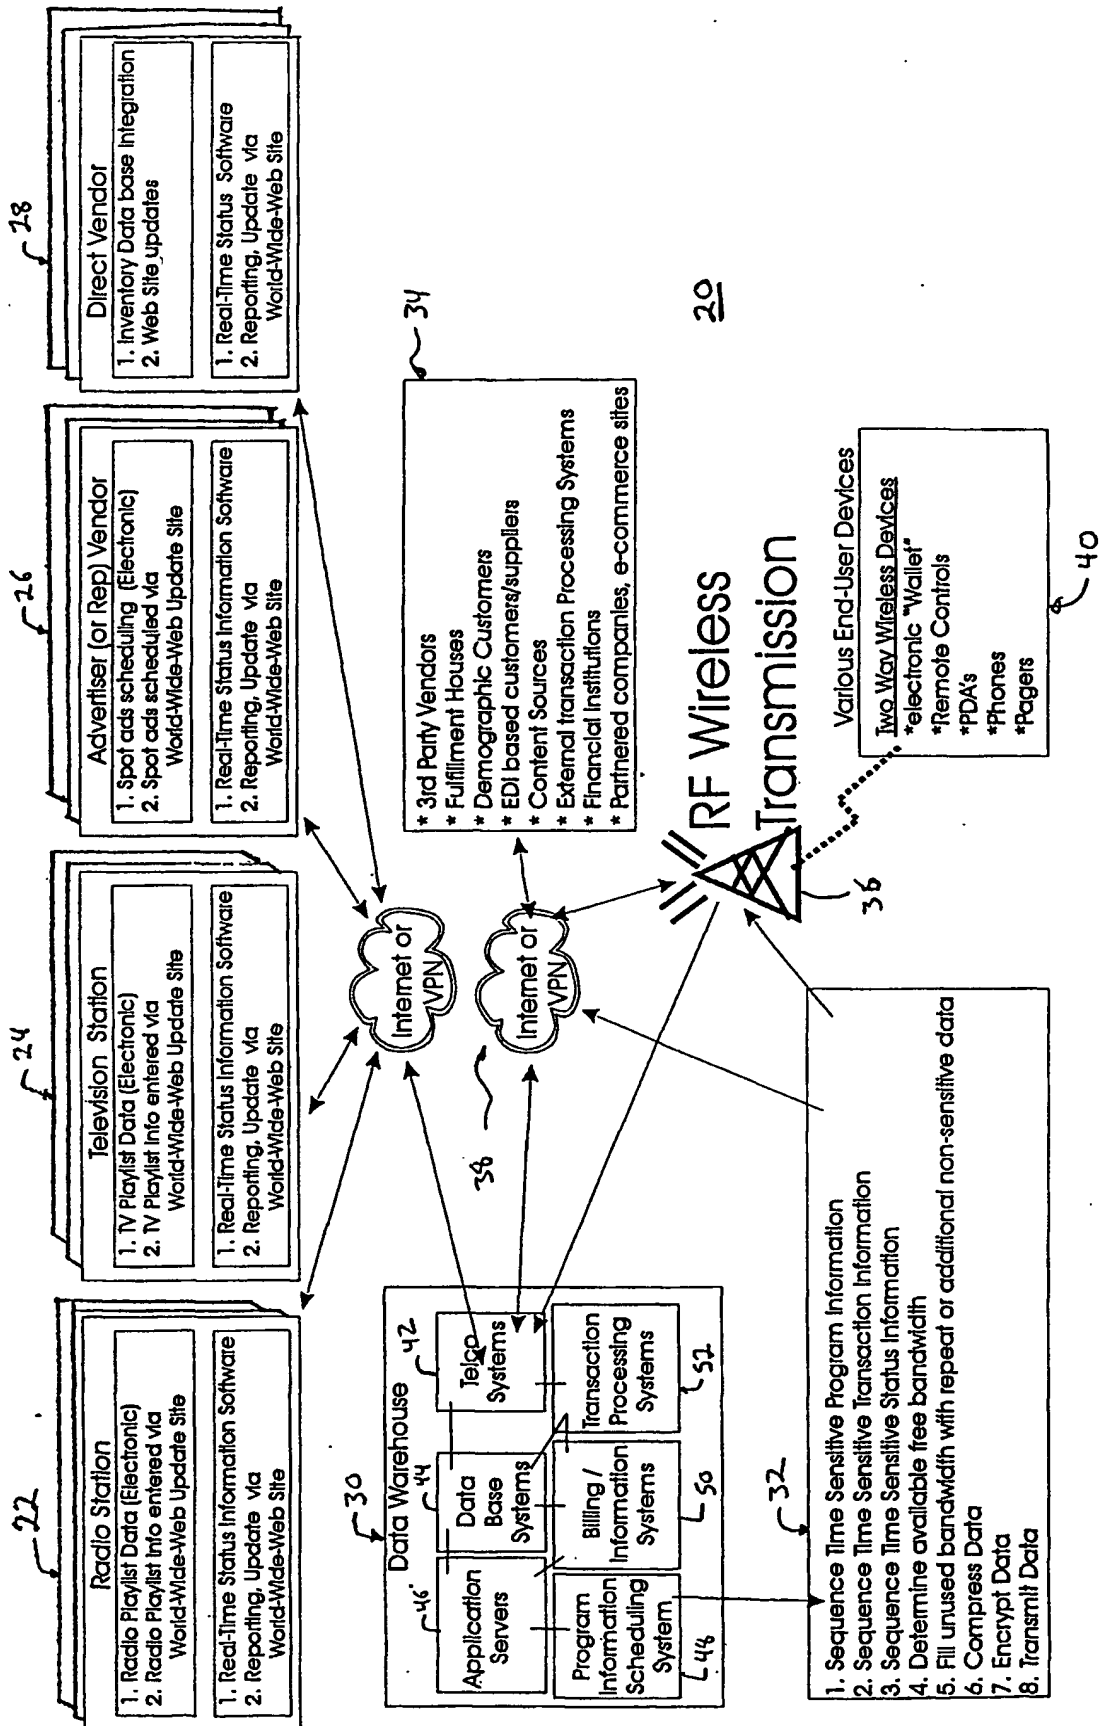 22
Radio Station
1. Radio Playlist Data (Electronic)
2. Radio Playlist Info entered via
World-Wide-Web Update Site
1. Real-Time Status Information Software
2. Reporting, Update via
World-Wide-Web Site
24
Television Station
1. TV Playlist Data (Electronic)
2. TV Playlist Info entered via
World-Wide-Web Update Site
1. Real-Time Status Information Software
2. Reporting, Update via
World-Wide-Web Site
26
Advertiser (or Rep) Vendor
1. Spot ads scheduling (Electronic)
2. Spot ads scheduled via
World-Wide-Web Update Site
1. Real-Time Status Information Software
2. Reporting, Update via
World-Wide-Web Site
28
Direct Vendor
1. Inventory Data base Integration
2. Web Site updates
1. Real-Time Status Software
2. Reporting, Update via
World-Wide-Web Site
Internet or
VPN
38
Internet or
VPN
34
* 3rd Party Vendors
* Fulfillment Houses
* Demographic Customers
* EDI based customers/suppliers
* Content Sources
* External transaction Processing Systems
* Financial Institutions
* Partnered companies, e-commerce sites
20
30
Data Warehouse
46
Application
Servers
44
Data
Base
Systems
42
Telco
Systems
Program
Information
Scheduling
System
48
Billing /
Information
Systems
50
Transaction
Processing
Systems
52
RF Wireless
Transmission
36
Various End-User Devices
Two Way Wireless Devices
*electronic "Wallet"
*Remote Controls
*PDA's
*Phones
*Pagers
40
32
1. Sequence Time Sensitive Program Information
2. Sequence Time Sensitive Transaction Information
3. Sequence Time Sensitive Status Information
4. Determine available free bandwidth
5. Fill unused bandwidth with repeat or additional non-sensitive data
6. Compress Data
7. Encrypt Data
8. Transmit Data